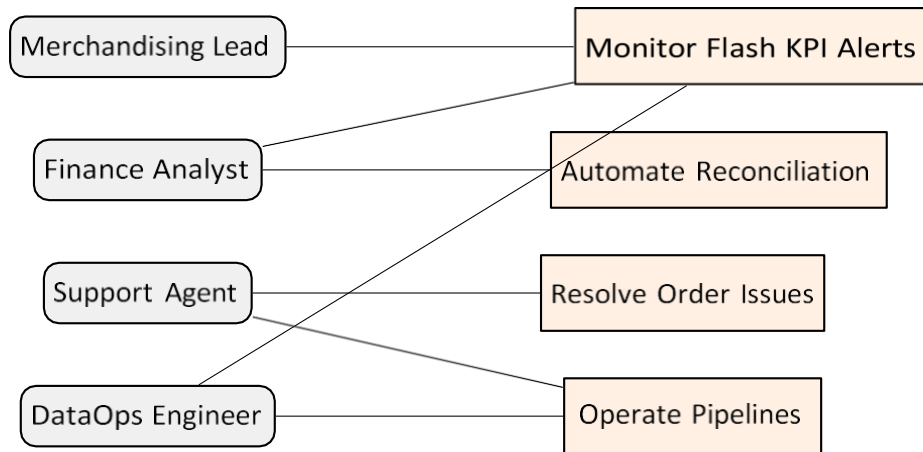 Merchandising Lead
Monitor Flash KPI Alerts
Finance Analyst
Automate Reconciliation
Support Agent
Resolve Order Issues
DataOps Engineer
Operate Pipelines